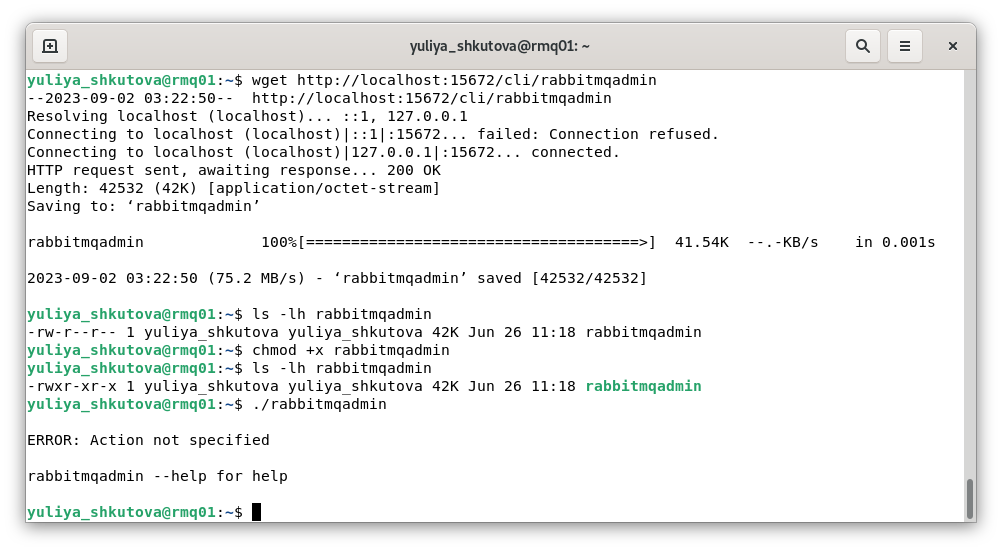 yuliya_shkutova@rmq01: ~
yuliya_shkutova@rmq01:~$ wget http://localhost:15672/cli/rabbitmqadmin
--2023-09-02 03:22:50--  http://localhost:15672/cli/rabbitmqadmin
Resolving localhost (localhost)... ::1, 127.0.0.1
Connecting to localhost (localhost)|::1|:15672... failed: Connection refused.
Connecting to localhost (localhost)|127.0.0.1|:15672... connected.
HTTP request sent, awaiting response... 200 OK
Length: 42532 (42K) [application/octet-stream]
Saving to: ‘rabbitmqadmin’
rabbitmqadmin             100%[=====================================>]  41.54K  --.-KB/s    in 0.001s
2023-09-02 03:22:50 (75.2 MB/s) - ‘rabbitmqadmin’ saved [42532/42532]
yuliya_shkutova@rmq01:~$ ls -lh rabbitmqadmin
-rw-r--r-- 1 yuliya_shkutova yuliya_shkutova 42K Jun 26 11:18 rabbitmqadmin
yuliya_shkutova@rmq01:~$ chmod +x rabbitmqadmin
yuliya_shkutova@rmq01:~$ ls -lh rabbitmqadmin
-rwxr-xr-x 1 yuliya_shkutova yuliya_shkutova 42K Jun 26 11:18 rabbitmqadmin
yuliya_shkutova@rmq01:~$ ./rabbitmqadmin
ERROR: Action not specified
rabbitmqadmin --help for help
yuliya_shkutova@rmq01:~$